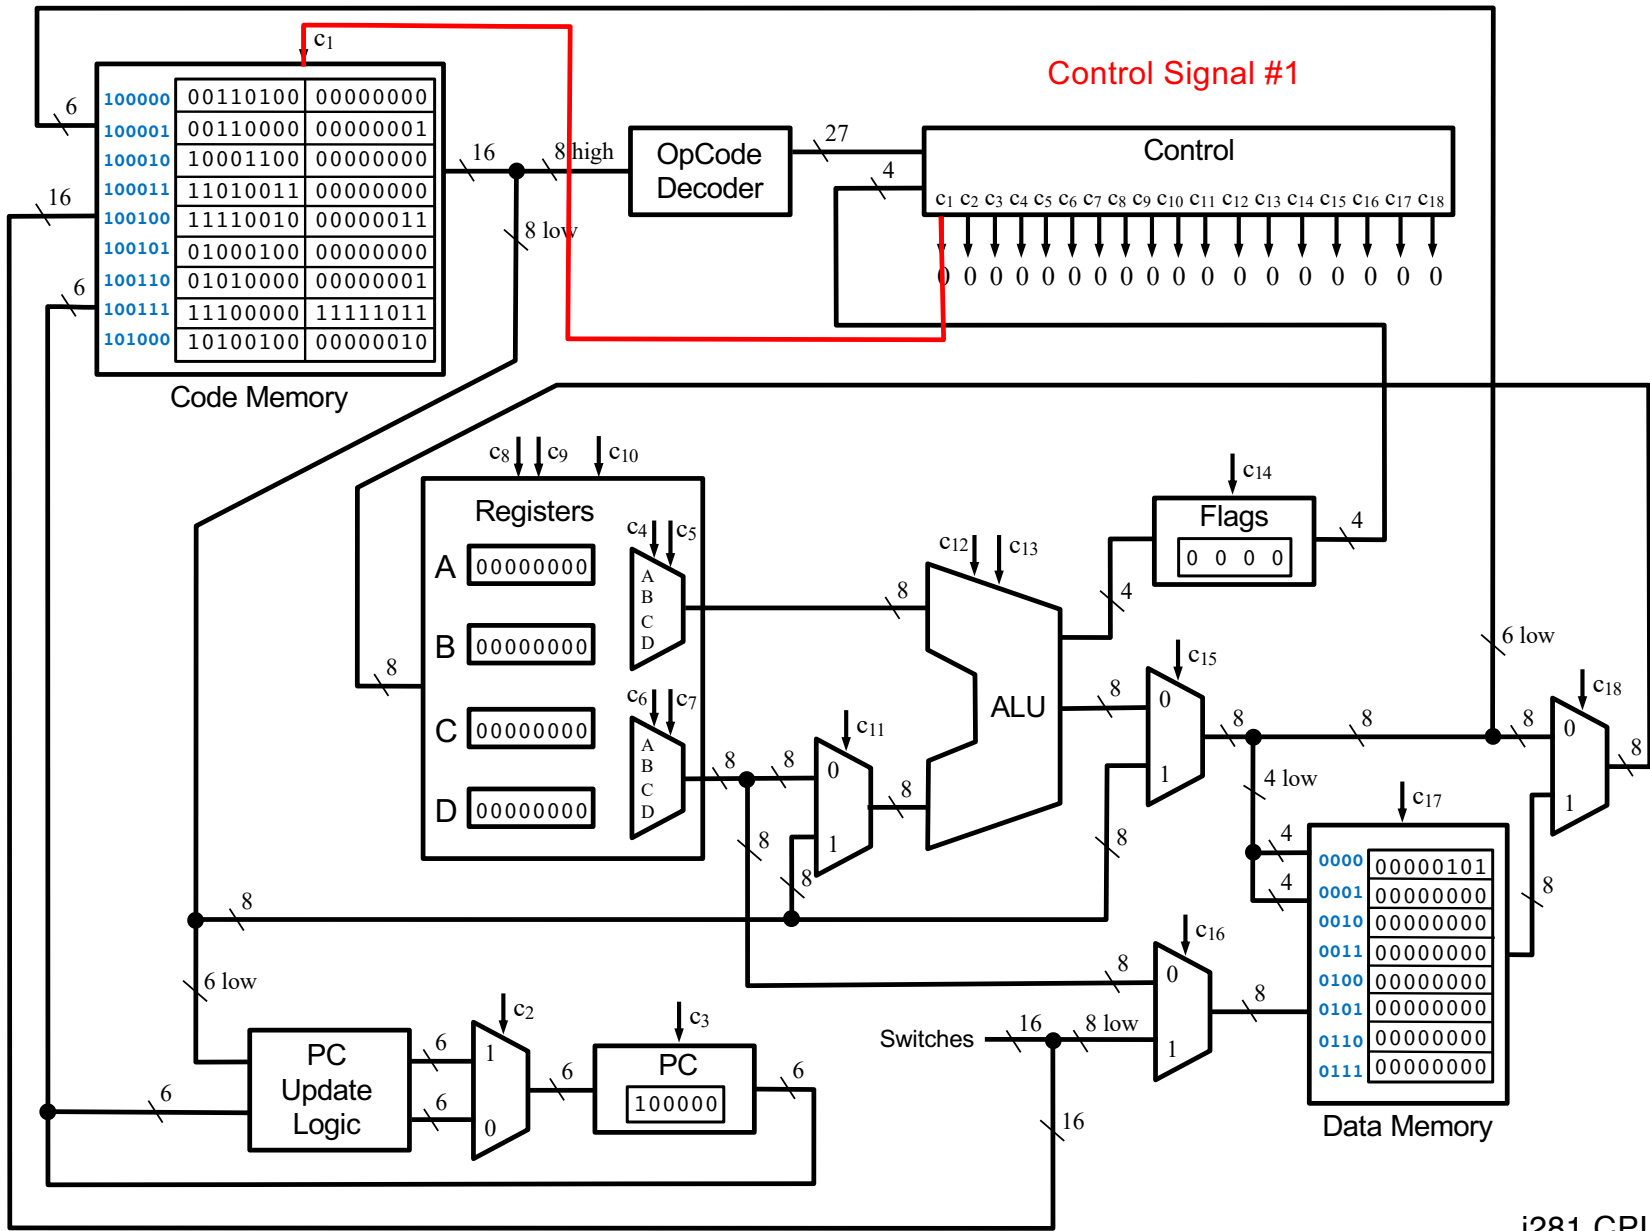 c1
Control Signal #1
6
100000 00110100 00000000
100001 00110000 00000001
100010 10001100 00000000
100011 11010011 00000000
100100 11110010 00000011
100101 01000100 00000000
100110 01010000 00000001
100111 11100000 11111011
101000 10100100 00000010
Code Memory
16
6
16
8 high
8 low
OpCode
Decoder
27
4
Control
c1 c2 c3 c4 c5 c6 c7 c8 c9 c10 c11 c12 c13 c14 c15 c16 c17 c18
0 0 0 0 0 0 0 0 0 0 0 0 0 0 0 0 0 0
c8 c9 c10
Registers
c4 c5
A 00000000
B 00000000
C 00000000
D 00000000
A
B
C
D
c6 c7
A
B
C
D
8
8
8
8
8
c11
0
1
8
8
8
c12 c13
ALU
4
8
c14
Flags
0 0 0 0
4
c15
0
1
8
8
8
4 low
6 low
8
c18
0
1
8
c17
4
4
0000 00000101
0001 00000000
0010 00000000
0011 00000000
0100 00000000
0101 00000000
0110 00000000
0111 00000000
Data Memory
8
c16
0
1
8
8
Switches
16
8 low
16
8
6 low
PC
Update
Logic
6
6
6
c2
1
0
6
c3
PC
100000
6
i281 CPU